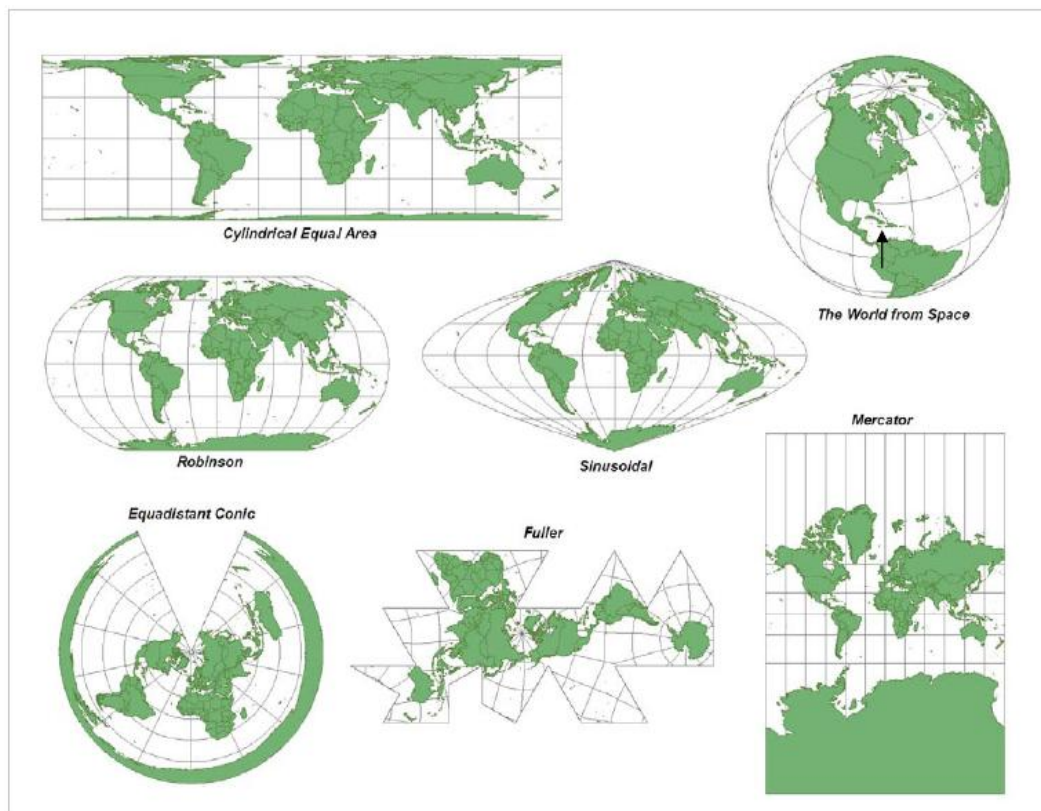 Cylindrical Equal Area
The World from Space
Robinson
Sinusoidal
Mercator
Equadistant Conic
Fuller